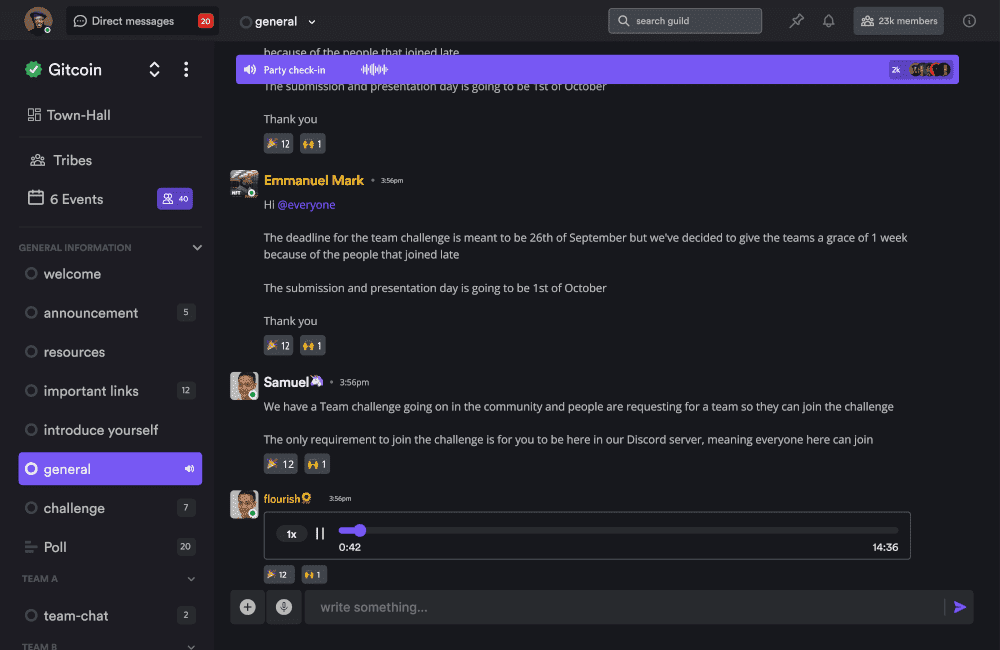 Direct messages
20
general
search guild
23k members
Gitcoin
Town-Hall
Tribes
6 Events
40
GENERAL INFORMATION
welcome
announcement
5
resources
important links
12
introduce yourself
general
challenge
7
Poll
20
TEAM A
team-chat
2
TEAM B
because of the people that joined late
Party check-in
2k
The submission and presentation day is going to be 1st of October
Thank you
12
1
NFT
Emmanuel Mark • 3:56pm
Hi @everyone
The deadline for the team challenge is meant to be 26th of September but we've decided to give the teams a grace of 1 week
because of the people that joined late
The submission and presentation day is going to be 1st of October
Thank you
12
1
Samuel • 3:56pm
We have a Team challenge going on in the community and people are requesting for a team so they can join the challenge
The only requirement to join the challenge is for you to be here in our Discord server, meaning everyone here can join
12
1
flourish 3:56pm
1x
0:42
14:36
12
1
write something...